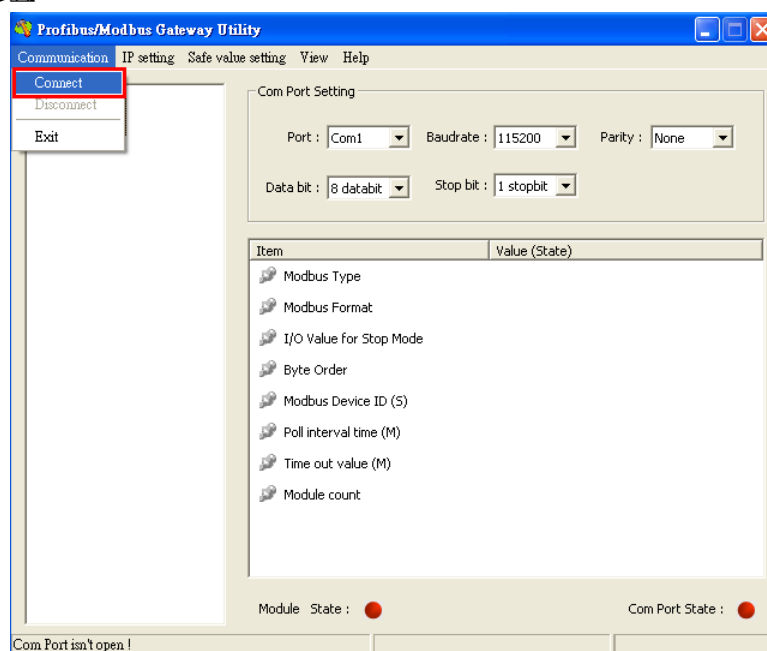 Profibus/Modbus Gateway Utility
Communication IP setting Safe value setting View Help
Connect
Disconnect
Exit
Com Port Setting
Port : Com1 Baudrate : 115200 Parity : None
Data bit : 8 databit Stop bit : 1 stopbit
Item Value (State)
Modbus Type
Modbus Format
I/O Value for Stop Mode
Byte Order
Modbus Device ID (S)
Poll interval time (M)
Time out value (M)
Module count
Module State : Com Port State :
Com Port isn't open !